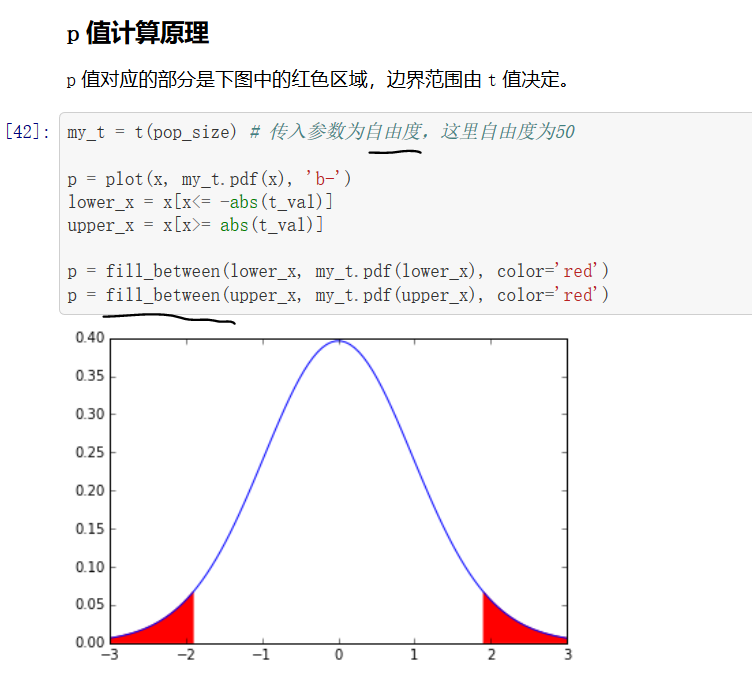 p 值计算原理
p 值对应的部分是下图中的红色区域，边界范围由 t 值决定。
[42]: my_t = t(pop_size) # 传入参数为自由度，这里自由度为50
p = plot(x, my_t.pdf(x), 'b-')
lower_x = x[x<= -abs(t_val)]
upper_x = x[x>= abs(t_val)]
p = fill_between(lower_x, my_t.pdf(lower_x), color='red')
p = fill_between(upper_x, my_t.pdf(upper_x), color='red')
0.40
0.35
0.30
0.25
0.20
0.15
0.10
0.05
0.00
−3 −2 −1 0 1 2 3